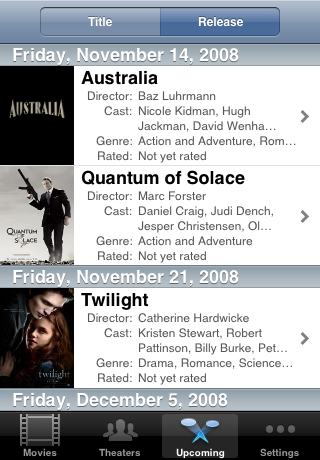 Title
Release
Friday, November 14, 2008
AUSTRALIA
Australia
Director: Baz Luhrmann
Cast: Nicole Kidman, Hugh
Jackman, David Wenha...
Genre: Action and Adventure, Rom...
Rated: Not yet rated
QUANTUM OF
SOLACE
Quantum of Solace
Director: Marc Forster
Cast: Daniel Craig, Judi Dench,
Jesper Christensen, Ol...
Genre: Action and Adventure
Rated: Not yet rated
Friday, November 21, 2008
twilight
Twilight
Director: Catherine Hardwicke
Cast: Kristen Stewart, Robert
Pattinson, Billy Burke, Pet...
Genre: Drama, Romance, Science...
Rated: Not yet rated
Friday, December 5, 2008
Movies
Theaters
Upcoming
Settings